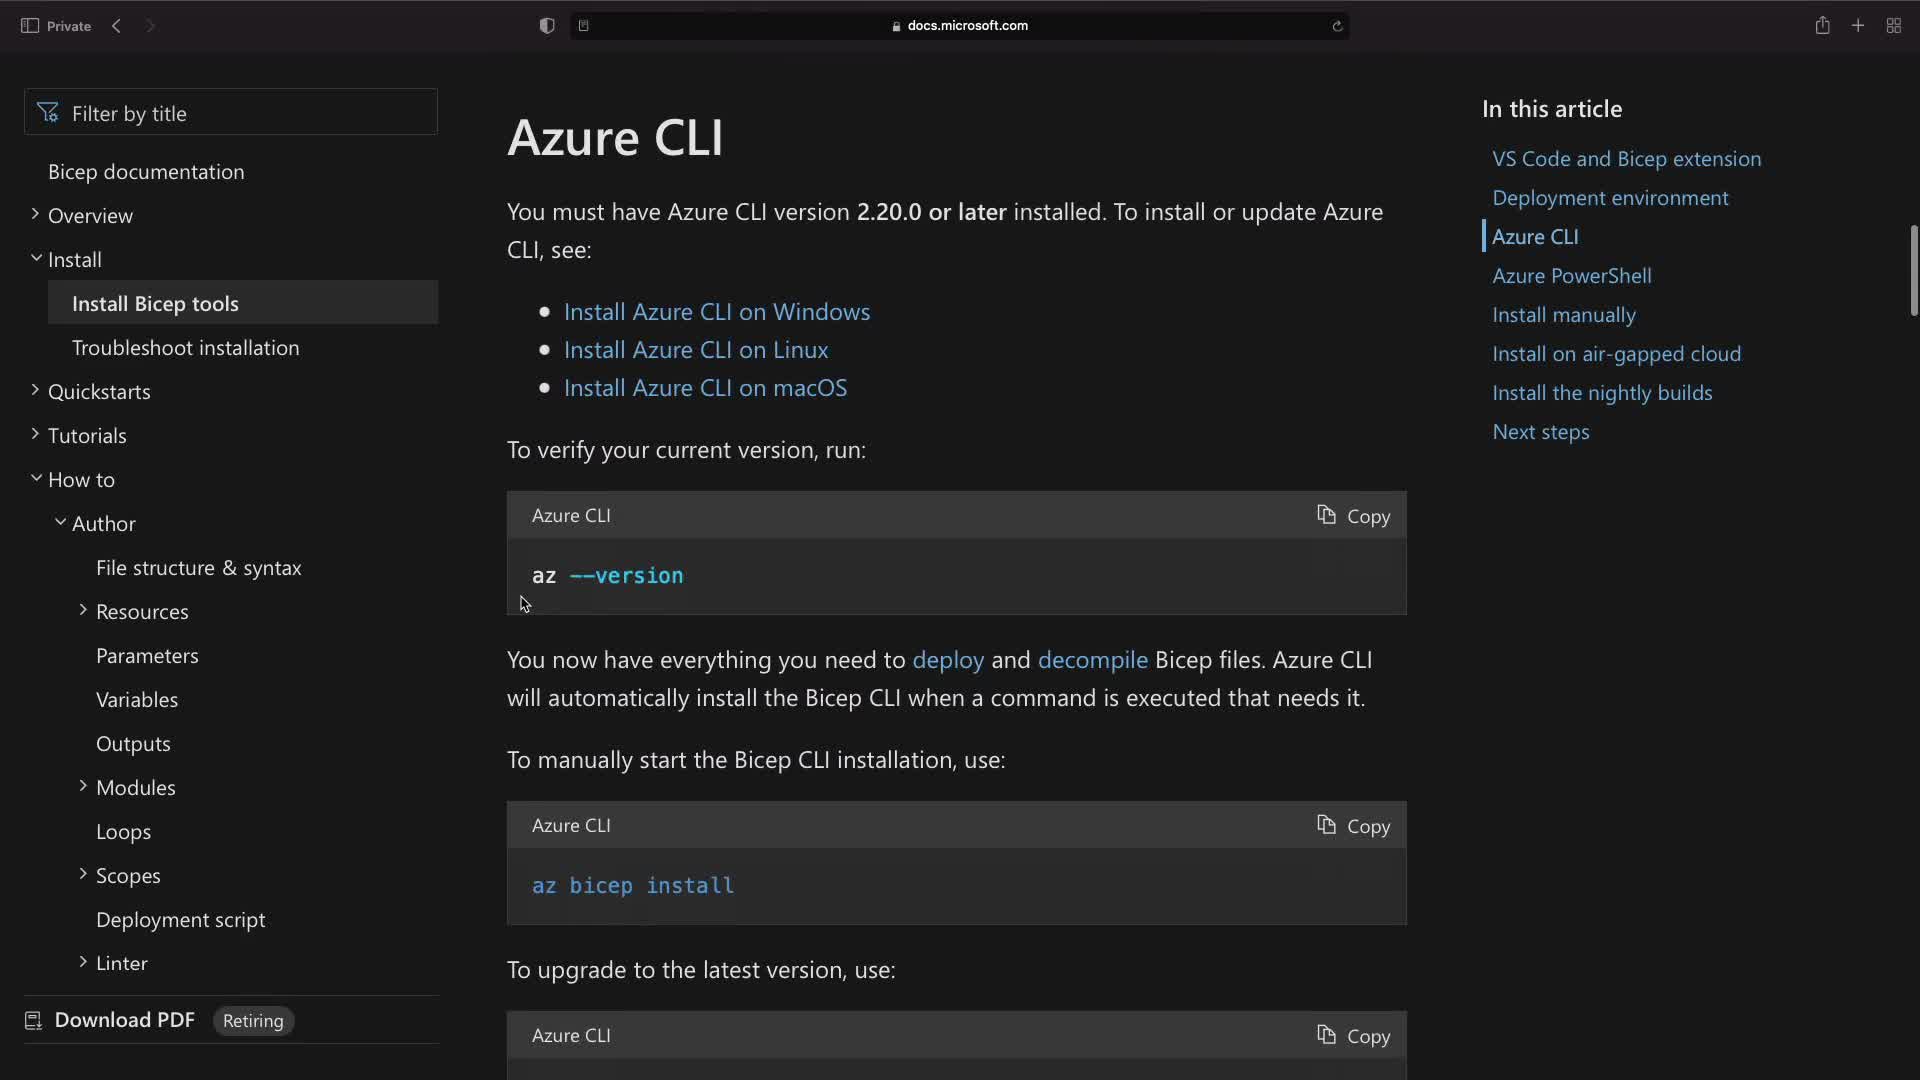 Private
docs.microsoft.com
Filter by title
Bicep documentation
Overview
Install
Install Bicep tools
Troubleshoot installation
Quickstarts
Tutorials
How to
Author
File structure & syntax
Resources
Parameters
Variables
Outputs
Modules
Loops
Scopes
Deployment script
Linter
Download PDF Retiring
Azure CLI
You must have Azure CLI version 2.20.0 or later installed. To install or update Azure
CLI, see:
Install Azure CLI on Windows
Install Azure CLI on Linux
Install Azure CLI on macOS
To verify your current version, run:
Azure CLI Copy
az --version
You now have everything you need to deploy and decompile Bicep files. Azure CLI
will automatically install the Bicep CLI when a command is executed that needs it.
To manually start the Bicep CLI installation, use:
Azure CLI Copy
az bicep install
To upgrade to the latest version, use:
Azure CLI Copy
In this article
VS Code and Bicep extension
Deployment environment
Azure CLI
Azure PowerShell
Install manually
Install on air-gapped cloud
Install the nightly builds
Next steps